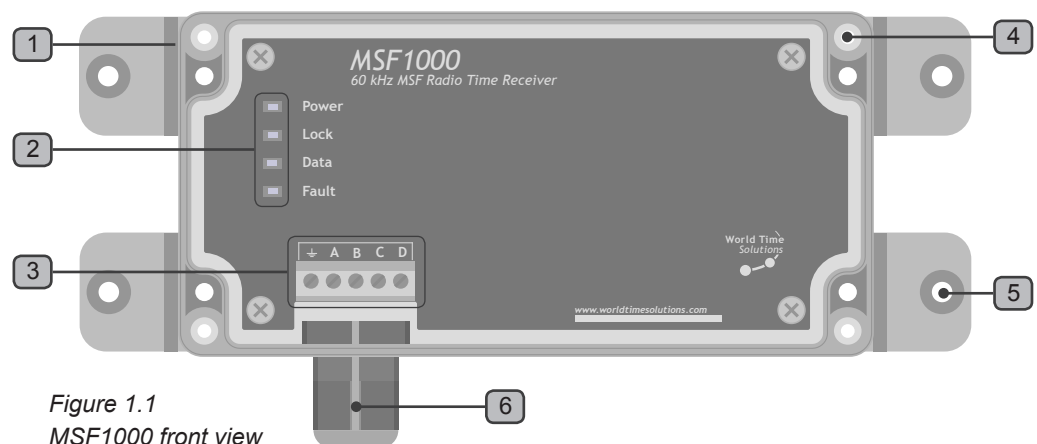 1
4
MSF1000
60 kHz MSF Radio Time Receiver
2
Power
Lock
Data
Fault
3
⏚ A B C D
World Time
Solutions
5
www.worldtimesolutions.com
6
Figure 1.1
MSF1000 front view